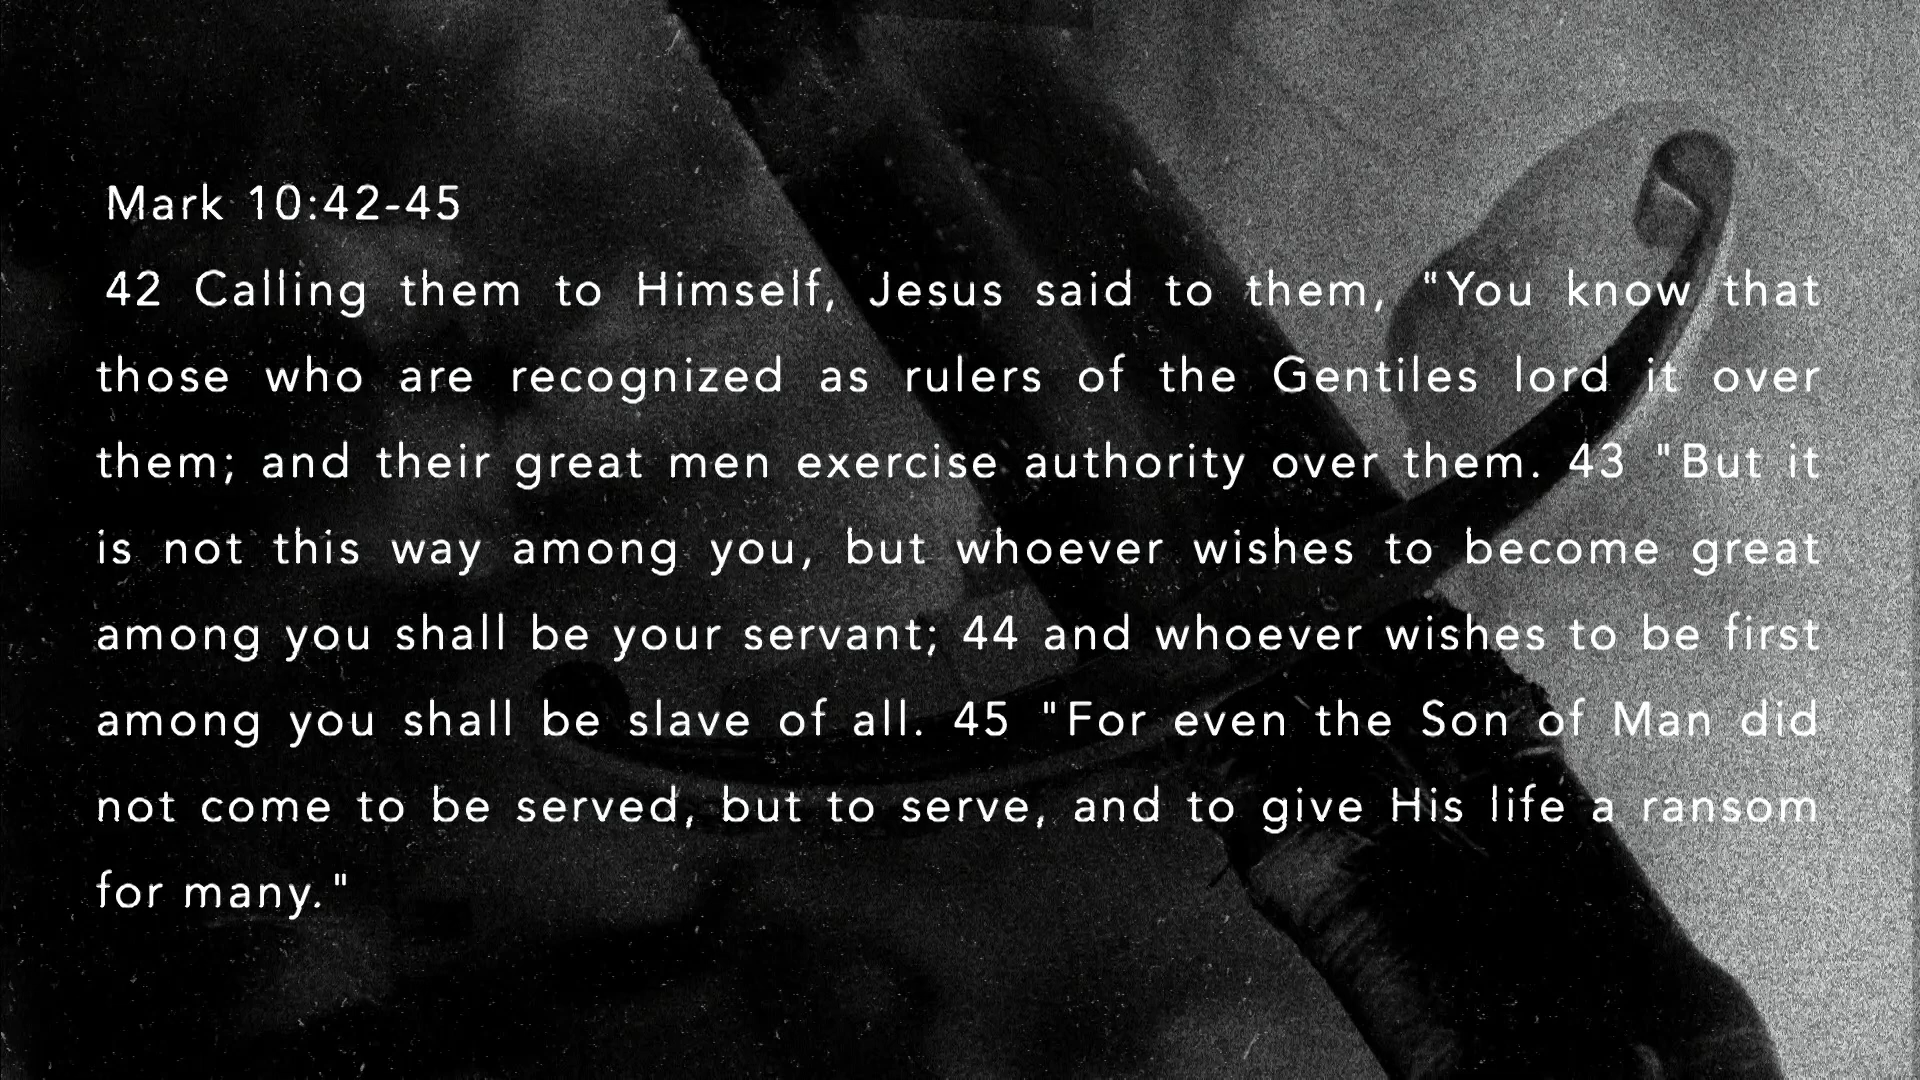 Mark 10:42-45
42 Calling them to Himself, Jesus said to them, "You know that
those who are recognized as rulers of the Gentiles lord it over
them; and their great men exercise authority over them. 43 "But it
is not this way among you, but whoever wishes to become great
among you shall be your servant; 44 and whoever wishes to be first
among you shall be slave of all. 45 "For even the Son of Man did
not come to be served, but to serve, and to give His life a ransom
for many."